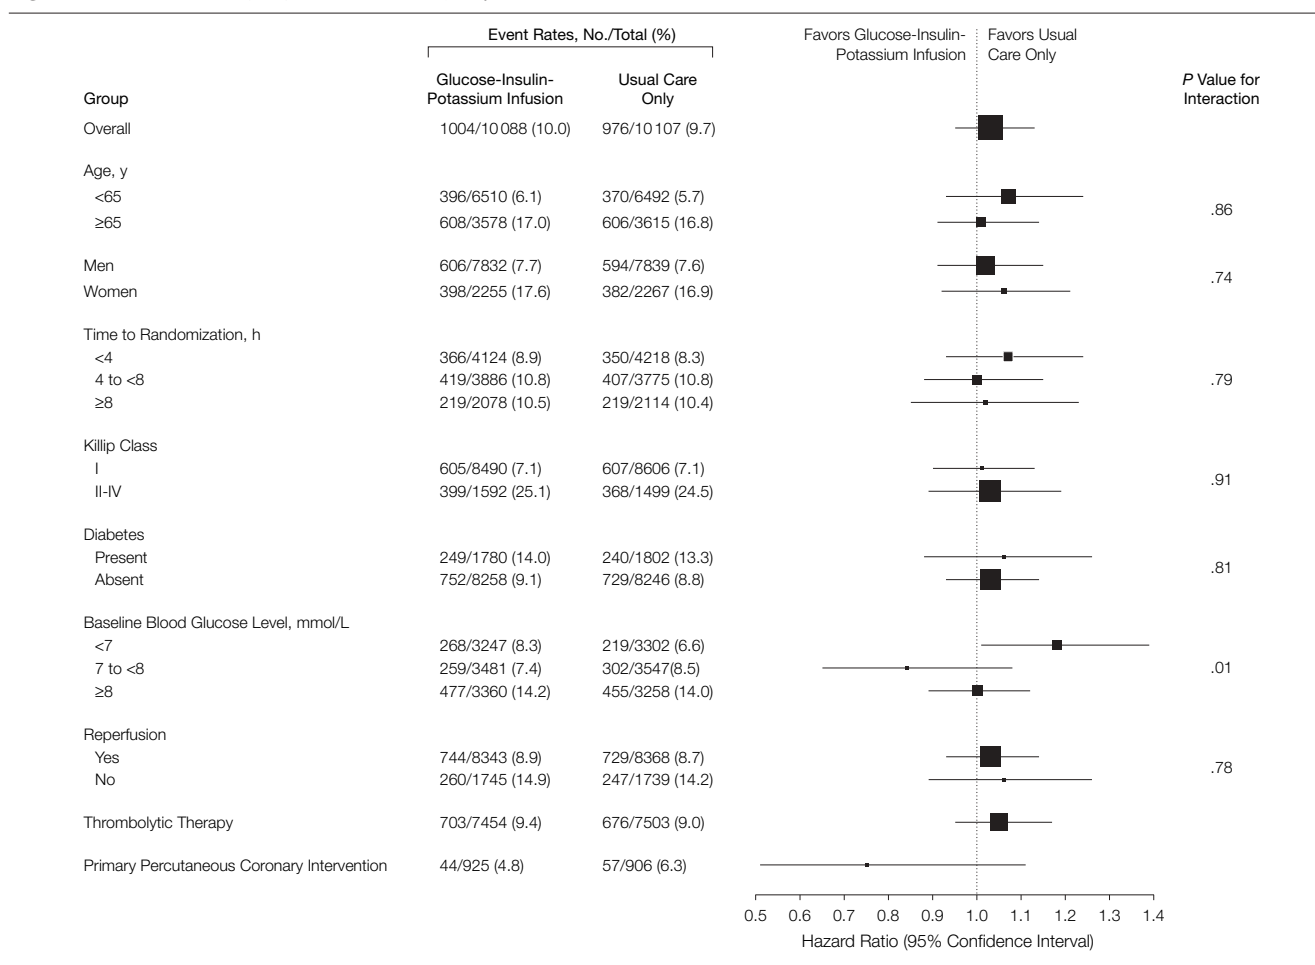 Event Rates, No./Total (%)
Favors Glucose-Insulin-
Potassium Infusion
Favors Usual
Care Only
Group
Glucose-Insulin-
Potassium Infusion
Usual Care
Only
P Value for
Interaction
Overall 1004/10 088 (10.0) 976/10 107 (9.7)
Age, y
<65 396/6510 (6.1) 370/6492 (5.7)
.86
≥65 608/3578 (17.0) 606/3615 (16.8)
Men 606/7832 (7.7) 594/7839 (7.6)
.74
Women 398/2255 (17.6) 382/2267 (16.9)
Time to Randomization, h
<4 366/4124 (8.9) 350/4218 (8.3)
4 to <8 419/3886 (10.8) 407/3775 (10.8) .79
≥8 219/2078 (10.5) 219/2114 (10.4)
Killip Class
I 605/8490 (7.1) 607/8606 (7.1)
.91
II-IV 399/1592 (25.1) 368/1499 (24.5)
Diabetes
Present 249/1780 (14.0) 240/1802 (13.3)
.81
Absent 752/8258 (9.1) 729/8246 (8.8)
Baseline Blood Glucose Level, mmol/L
<7 268/3247 (8.3) 219/3302 (6.6)
7 to <8 259/3481 (7.4) 302/3547(8.5) .01
≥8 477/3360 (14.2) 455/3258 (14.0)
Reperfusion
Yes 744/8343 (8.9) 729/8368 (8.7)
.78
No 260/1745 (14.9) 247/1739 (14.2)
Thrombolytic Therapy 703/7454 (9.4) 676/7503 (9.0)
Primary Percutaneous Coronary Intervention 44/925 (4.8) 57/906 (6.3)
0.5 0.6 0.7 0.8 0.9 1.0 1.1 1.2 1.3 1.4
Hazard Ratio (95% Confidence Interval)